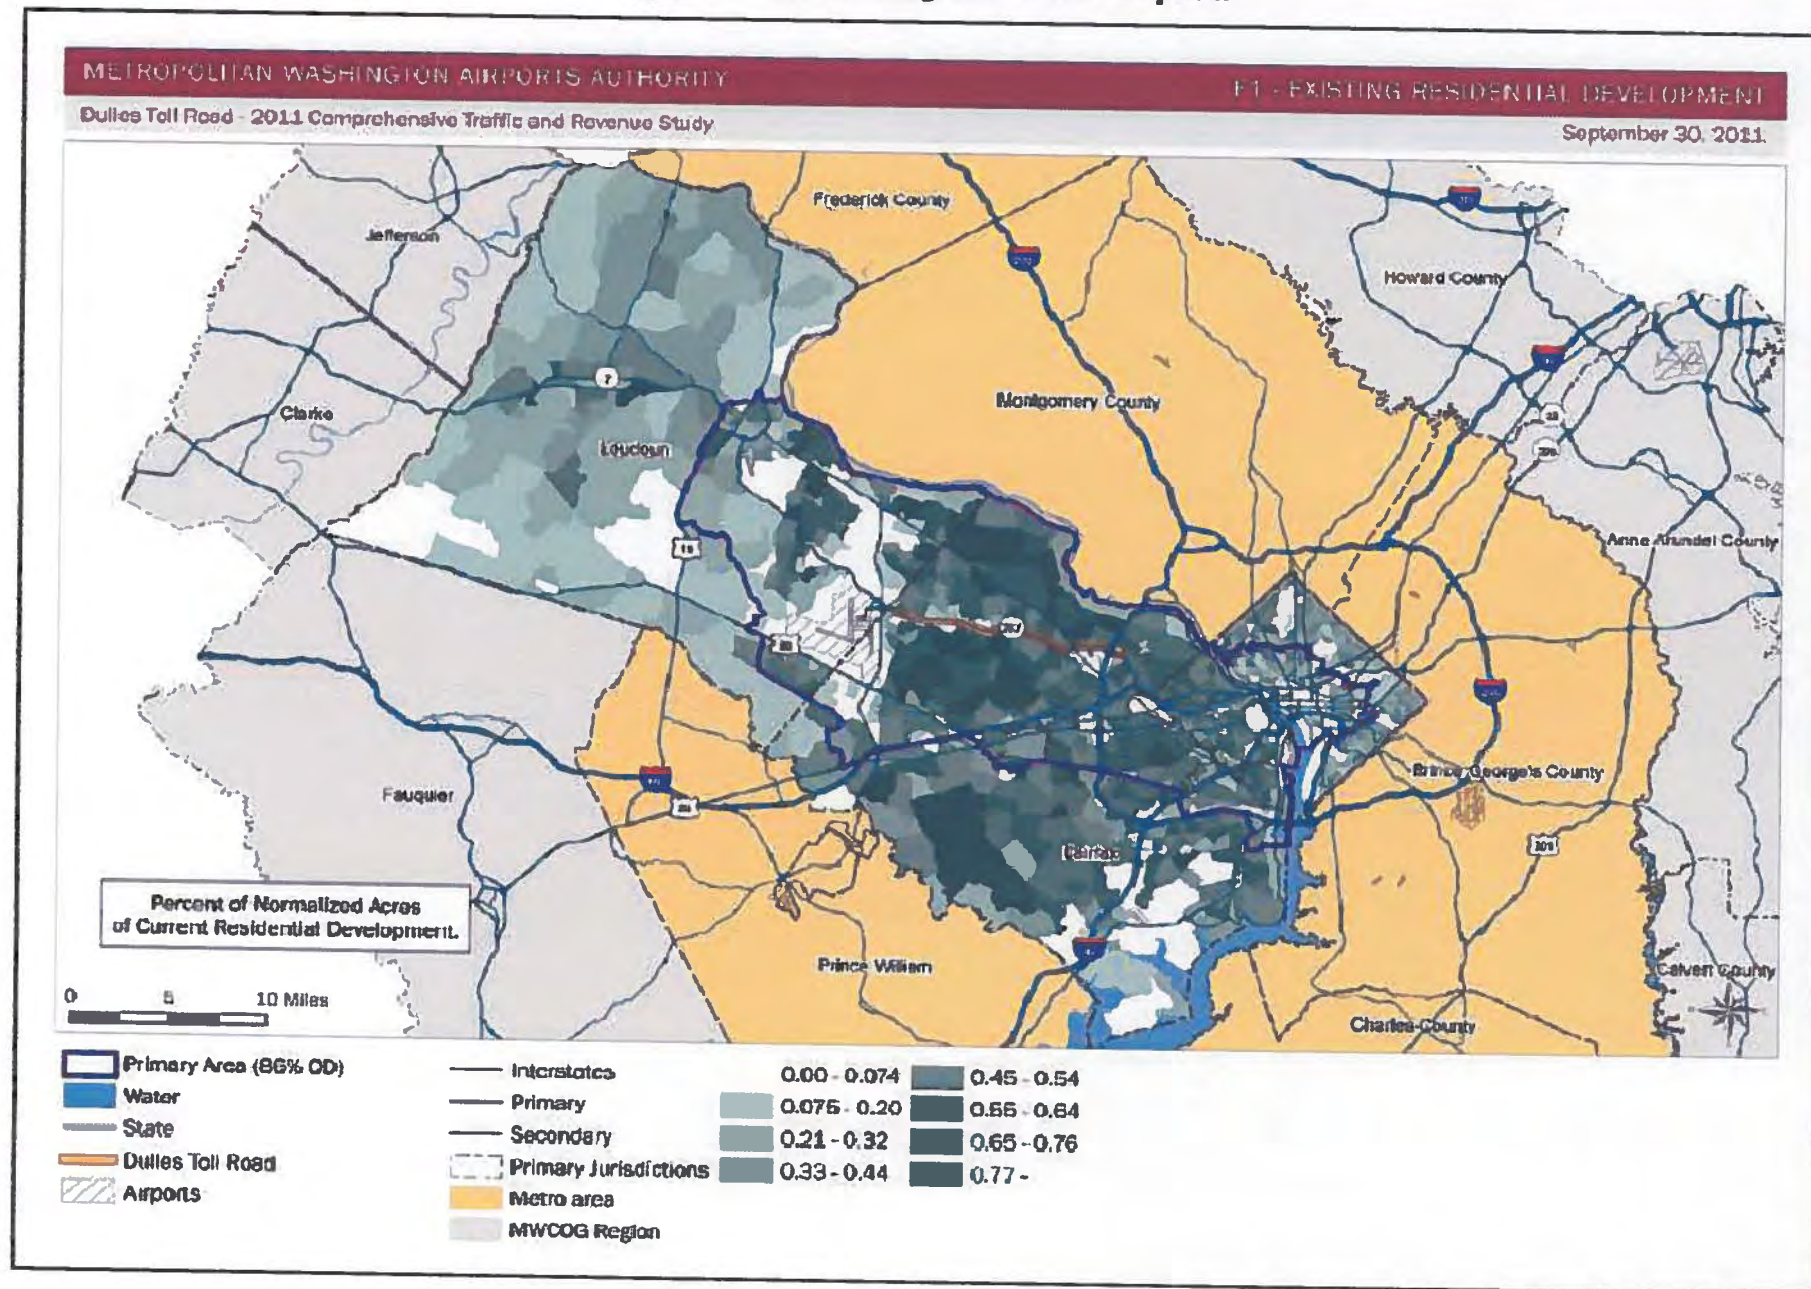 METROPOLITAN WASHINGTON AIRPORTS AUTHORITY
F1 - EXISTING RESIDENTIAL DEVELOPMENT
Dulles Toll Road - 2011 Comprehensive Traffic and Revenue Study
September 30, 2011
Frederick County
Jefferson
Howard County
7
Montgomery County
Clarke
Loudoun
15
Anne Arundel County
267
50
Prince George's County
Fauquier
Fairfax
301
Percent of Normalized Acres
of Current Residential Development.
Prince William
Calvert County
0 5 10 Miles
Charles County
Primary Area (86% OD)
Water
State
Dulles Toll Road
Airports
Interstates
Primary
Secondary
Primary Jurisdictions
Metro area
MWCOG Region
0.00 - 0.074
0.075 - 0.20
0.21 - 0.32
0.33 - 0.44
0.45 - 0.54
0.55 - 0.64
0.65 - 0.76
0.77 -